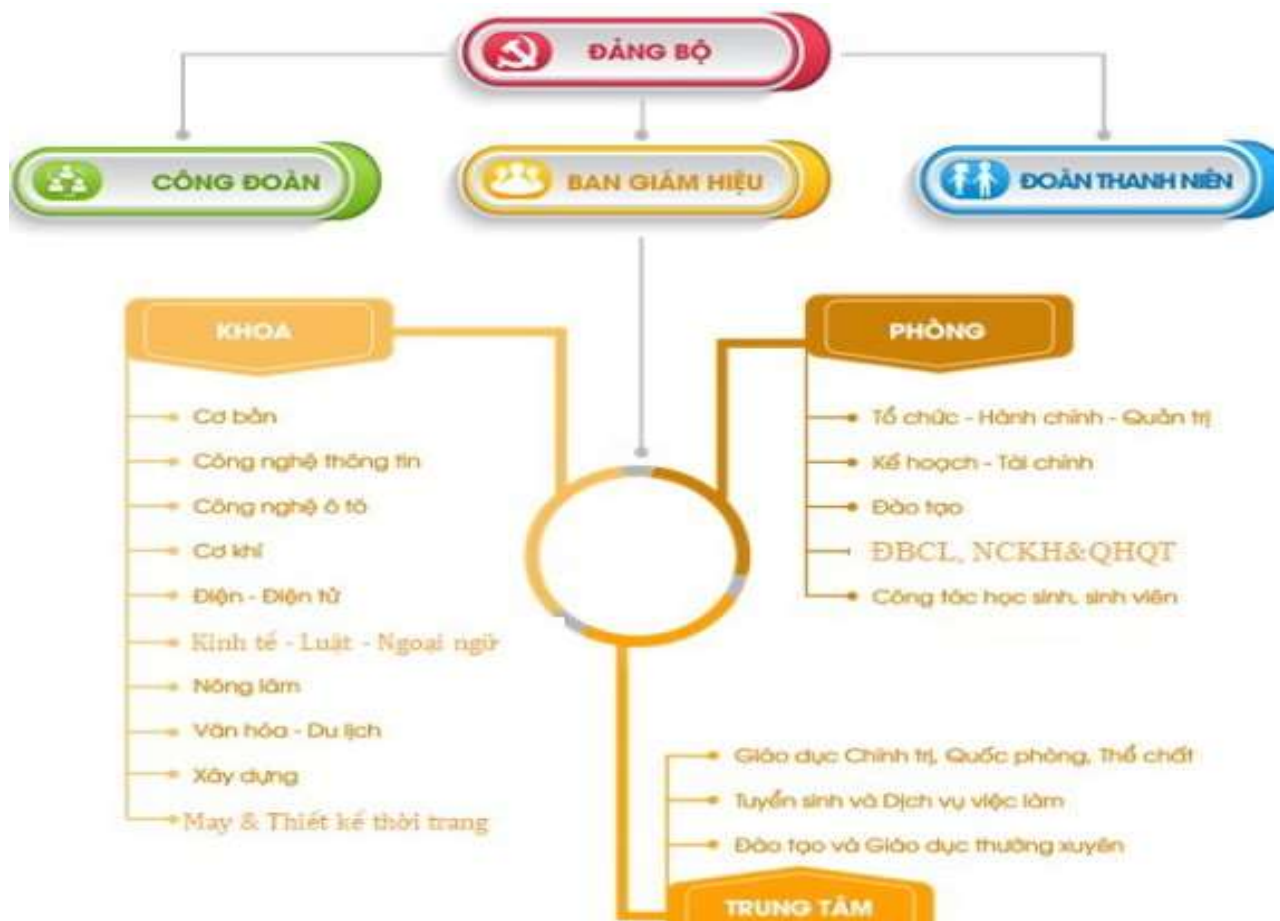 ĐẢNG BỘ
CÔNG ĐOÀN
BAN GIÁM HIỆU
ĐOÀN THANH NIÊN
KHOA
Cơ bản
Công nghệ thông tin
Công nghệ ô tô
Cơ khí
Điện - Điện tử
Kinh tế - Luật - Ngoại ngữ
Nông lâm
Văn hóa - Du lịch
Xây dựng
May & Thiết kế thời trang
PHÒNG
Tổ chức - Hành chính - Quản trị
Kế hoạch - Tài chính
Đào tạo
ĐBCL, NCKH&QHQT
Công tác học sinh, sinh viên
Giáo dục Chính trị, Quốc phòng, Thể chất
Tuyển sinh và Dịch vụ việc làm
Đào tạo và Giáo dục thường xuyên
TRUNG TÂM